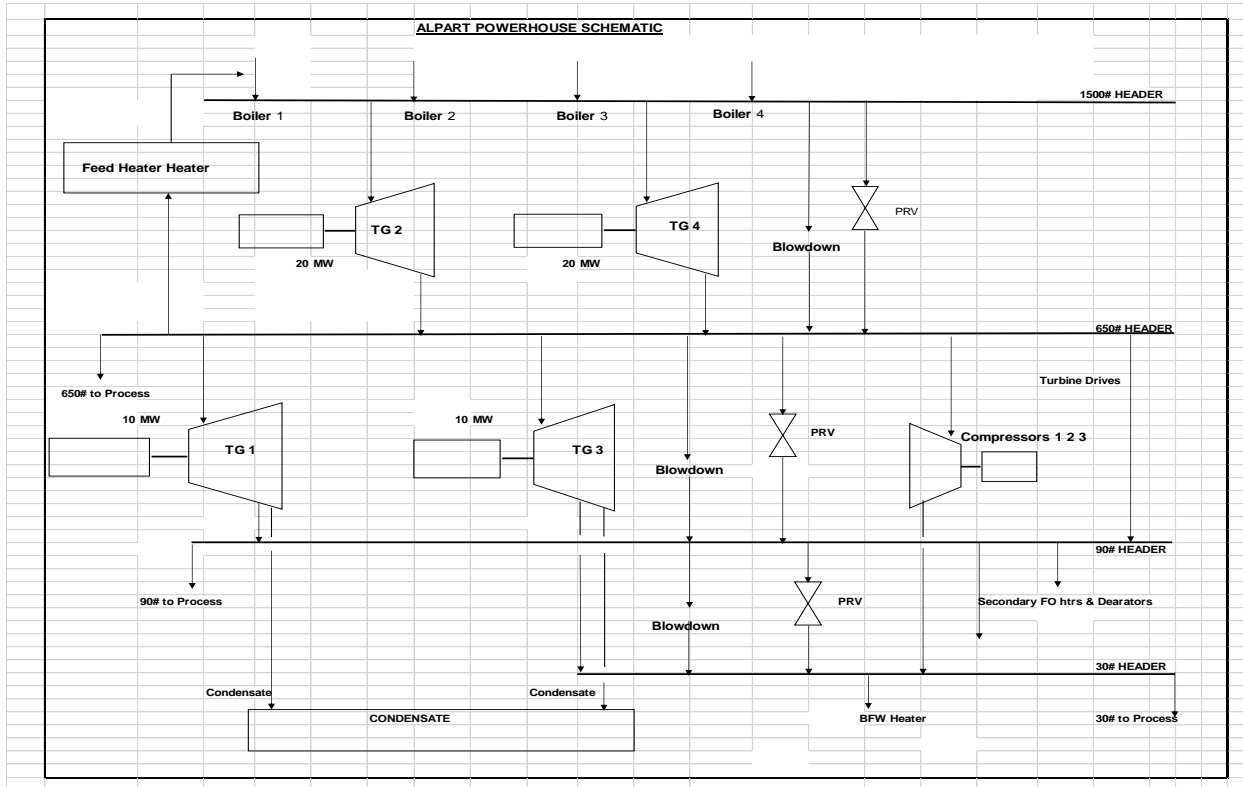 ALPART POWERHOUSE SCHEMATIC
1500# HEADER
Boiler 1
Boiler 2
Boiler 3
Boiler 4
Feed Heater Heater
TG 2
TG 4
PRV
Blowdown
20 MW
20 MW
650# HEADER
650# to Process
Turbine Drives
10 MW
10 MW
TG 1
TG 3
PRV
Compressors 1 2 3
Blowdown
90# HEADER
90# to Process
PRV
Secondary FO htrs & Dearators
Blowdown
30# HEADER
Condensate
Condensate
CONDENSATE
BFW Heater
30# to Process